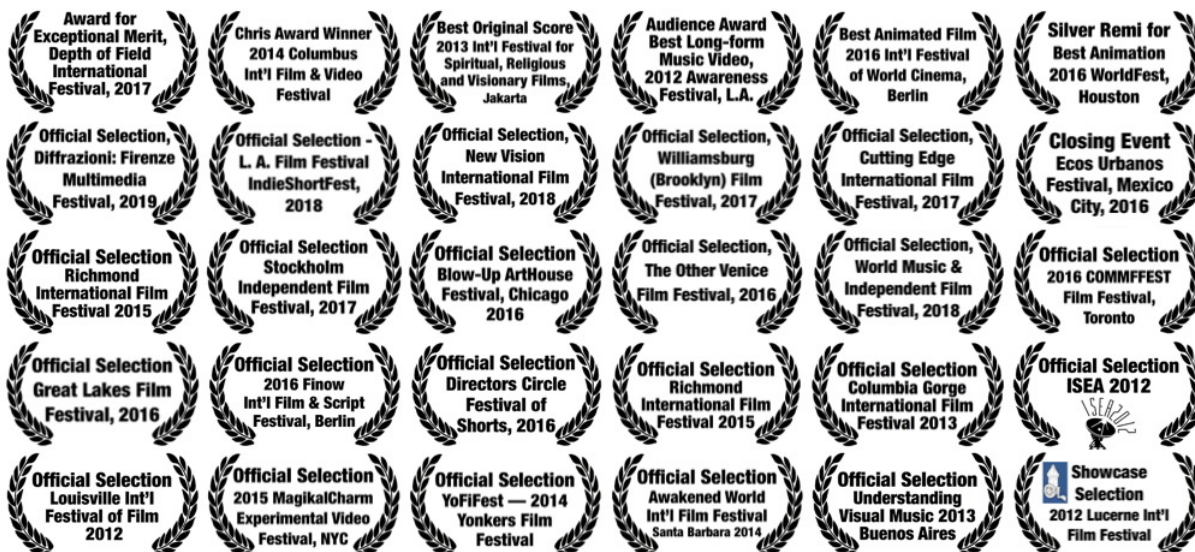 Award for
Exceptional Merit,
Depth of Field
International
Festival, 2017
Chris Award Winner
2014 Columbus
Int'l Film & Video
Festival
Best Original Score
2013 Int'l Festival for
Spiritual, Religious
and Visionary Films,
Jakarta
Audience Award
Best Long-form
Music Video,
2012 Awareness
Festival, L.A.
Best Animated Film
2016 Int'l Festival
of World Cinema,
Berlin
Silver Remi for
Best Animation
2016 WorldFest,
Houston
Official Selection,
Diffrazioni: Firenze
Multimedia
Festival, 2019
Official Selection -
L. A. Film Festival
IndieShortFest,
2018
Official Selection,
New Vision
International Film
Festival, 2018
Official Selection,
Williamsburg
(Brooklyn) Film
Festival, 2017
Official Selection,
Cutting Edge
International Film
Festival, 2017
Closing Event
Ecos Urbanos
Festival, Mexico
City, 2016
Official Selection
Richmond
International Film
Festival 2015
Official Selection
Stockholm
Independent Film
Festival, 2017
Official Selection
Blow-Up ArtHouse
Festival, Chicago
2016
Official Selection,
The Other Venice
Film Festival, 2016
Official Selection,
World Music &
Independent Film
Festival, 2018
Official Selection
2016 COMMFFEST
Film Festival,
Toronto
Official Selection
Great Lakes Film
Festival, 2016
Official Selection
2016 Finow
Int'l Film & Script
Festival, Berlin
Official Selection
Directors Circle
Festival of
Shorts, 2016
Official Selection
Richmond
International Film
Festival 2015
Official Selection
Columbia Gorge
International Film
Festival 2013
Official Selection
ISEA 2012
ISEA2012
Official Selection
Louisville Int'l
Festival of Film
2012
Official Selection
2015 MagikalCharm
Experimental Video
Festival, NYC
Official Selection
YoFiFest — 2014
Yonkers Film
Festival
Official Selection
Awakened World
Int'l Film Festival
Santa Barbara 2014
Official Selection
Understanding
Visual Music 2013
Buenos Aires
Showcase
Selection
2012 Lucerne Int'l
Film Festival